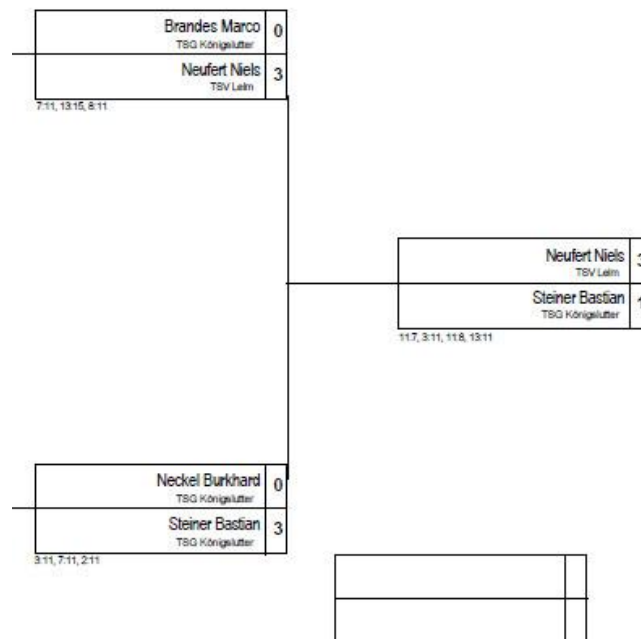 Brandes Marco 0
TSG Königslutter
Neufert Niels 3
TSV Lelm
7:11, 13:15, 8:11
Neufert Niels 3
TSV Lelm
Steiner Bastian 1
TSG Königslutter
11:7, 3:11, 11:8, 13:11
Neckel Burkhard 0
TSG Königslutter
Steiner Bastian 3
TSG Königslutter
3:11, 7:11, 2:11